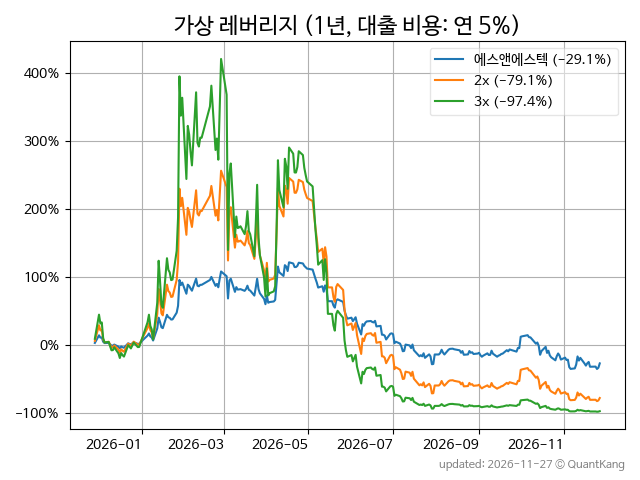 가상 레버리지 (1년, 대출 비용: 연 5%)
에스앤에스텍 (−29.1%)
2x (−79.1%)
3x (−97.4%)
400%
300%
200%
100%
0%
−100%
2026-01 2026-03 2026-05 2026-07 2026-09 2026-11
updated: 2026-11-27 © QuantKang